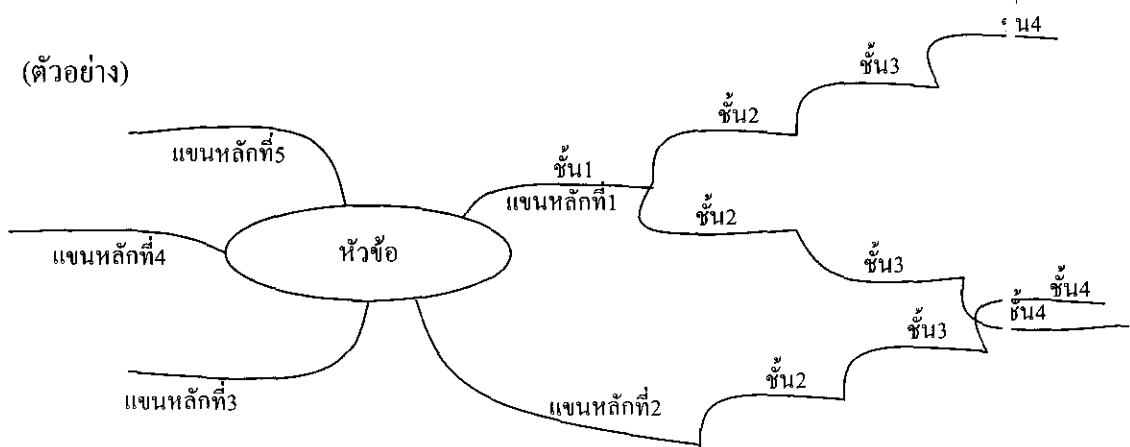 (ตัวอย่าง)
ชั้น3
ชั้น2
แขนหลักที่5
ชั้น1
แขนหลักที่1
ชั้น2
แขนหลักที่4
หัวข้อ
ชั้น3
ชั้น4
ชั้น4
ชั้น3
ชั้น2
แขนหลักที่3
แขนหลักที่2